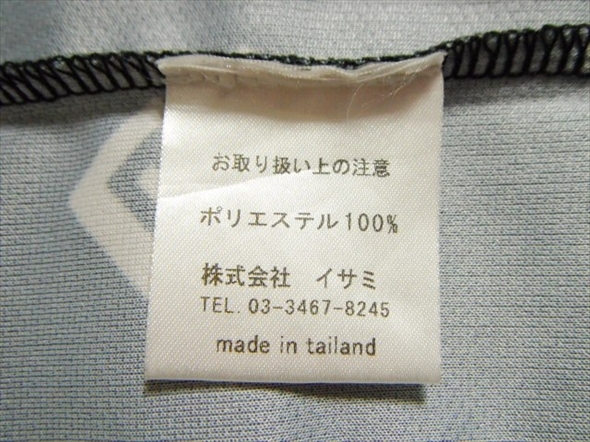 お取り扱い上の注意
ポリエステル100%
株式会社 イサミ
TEL. 03-3467-8245
made in tailand